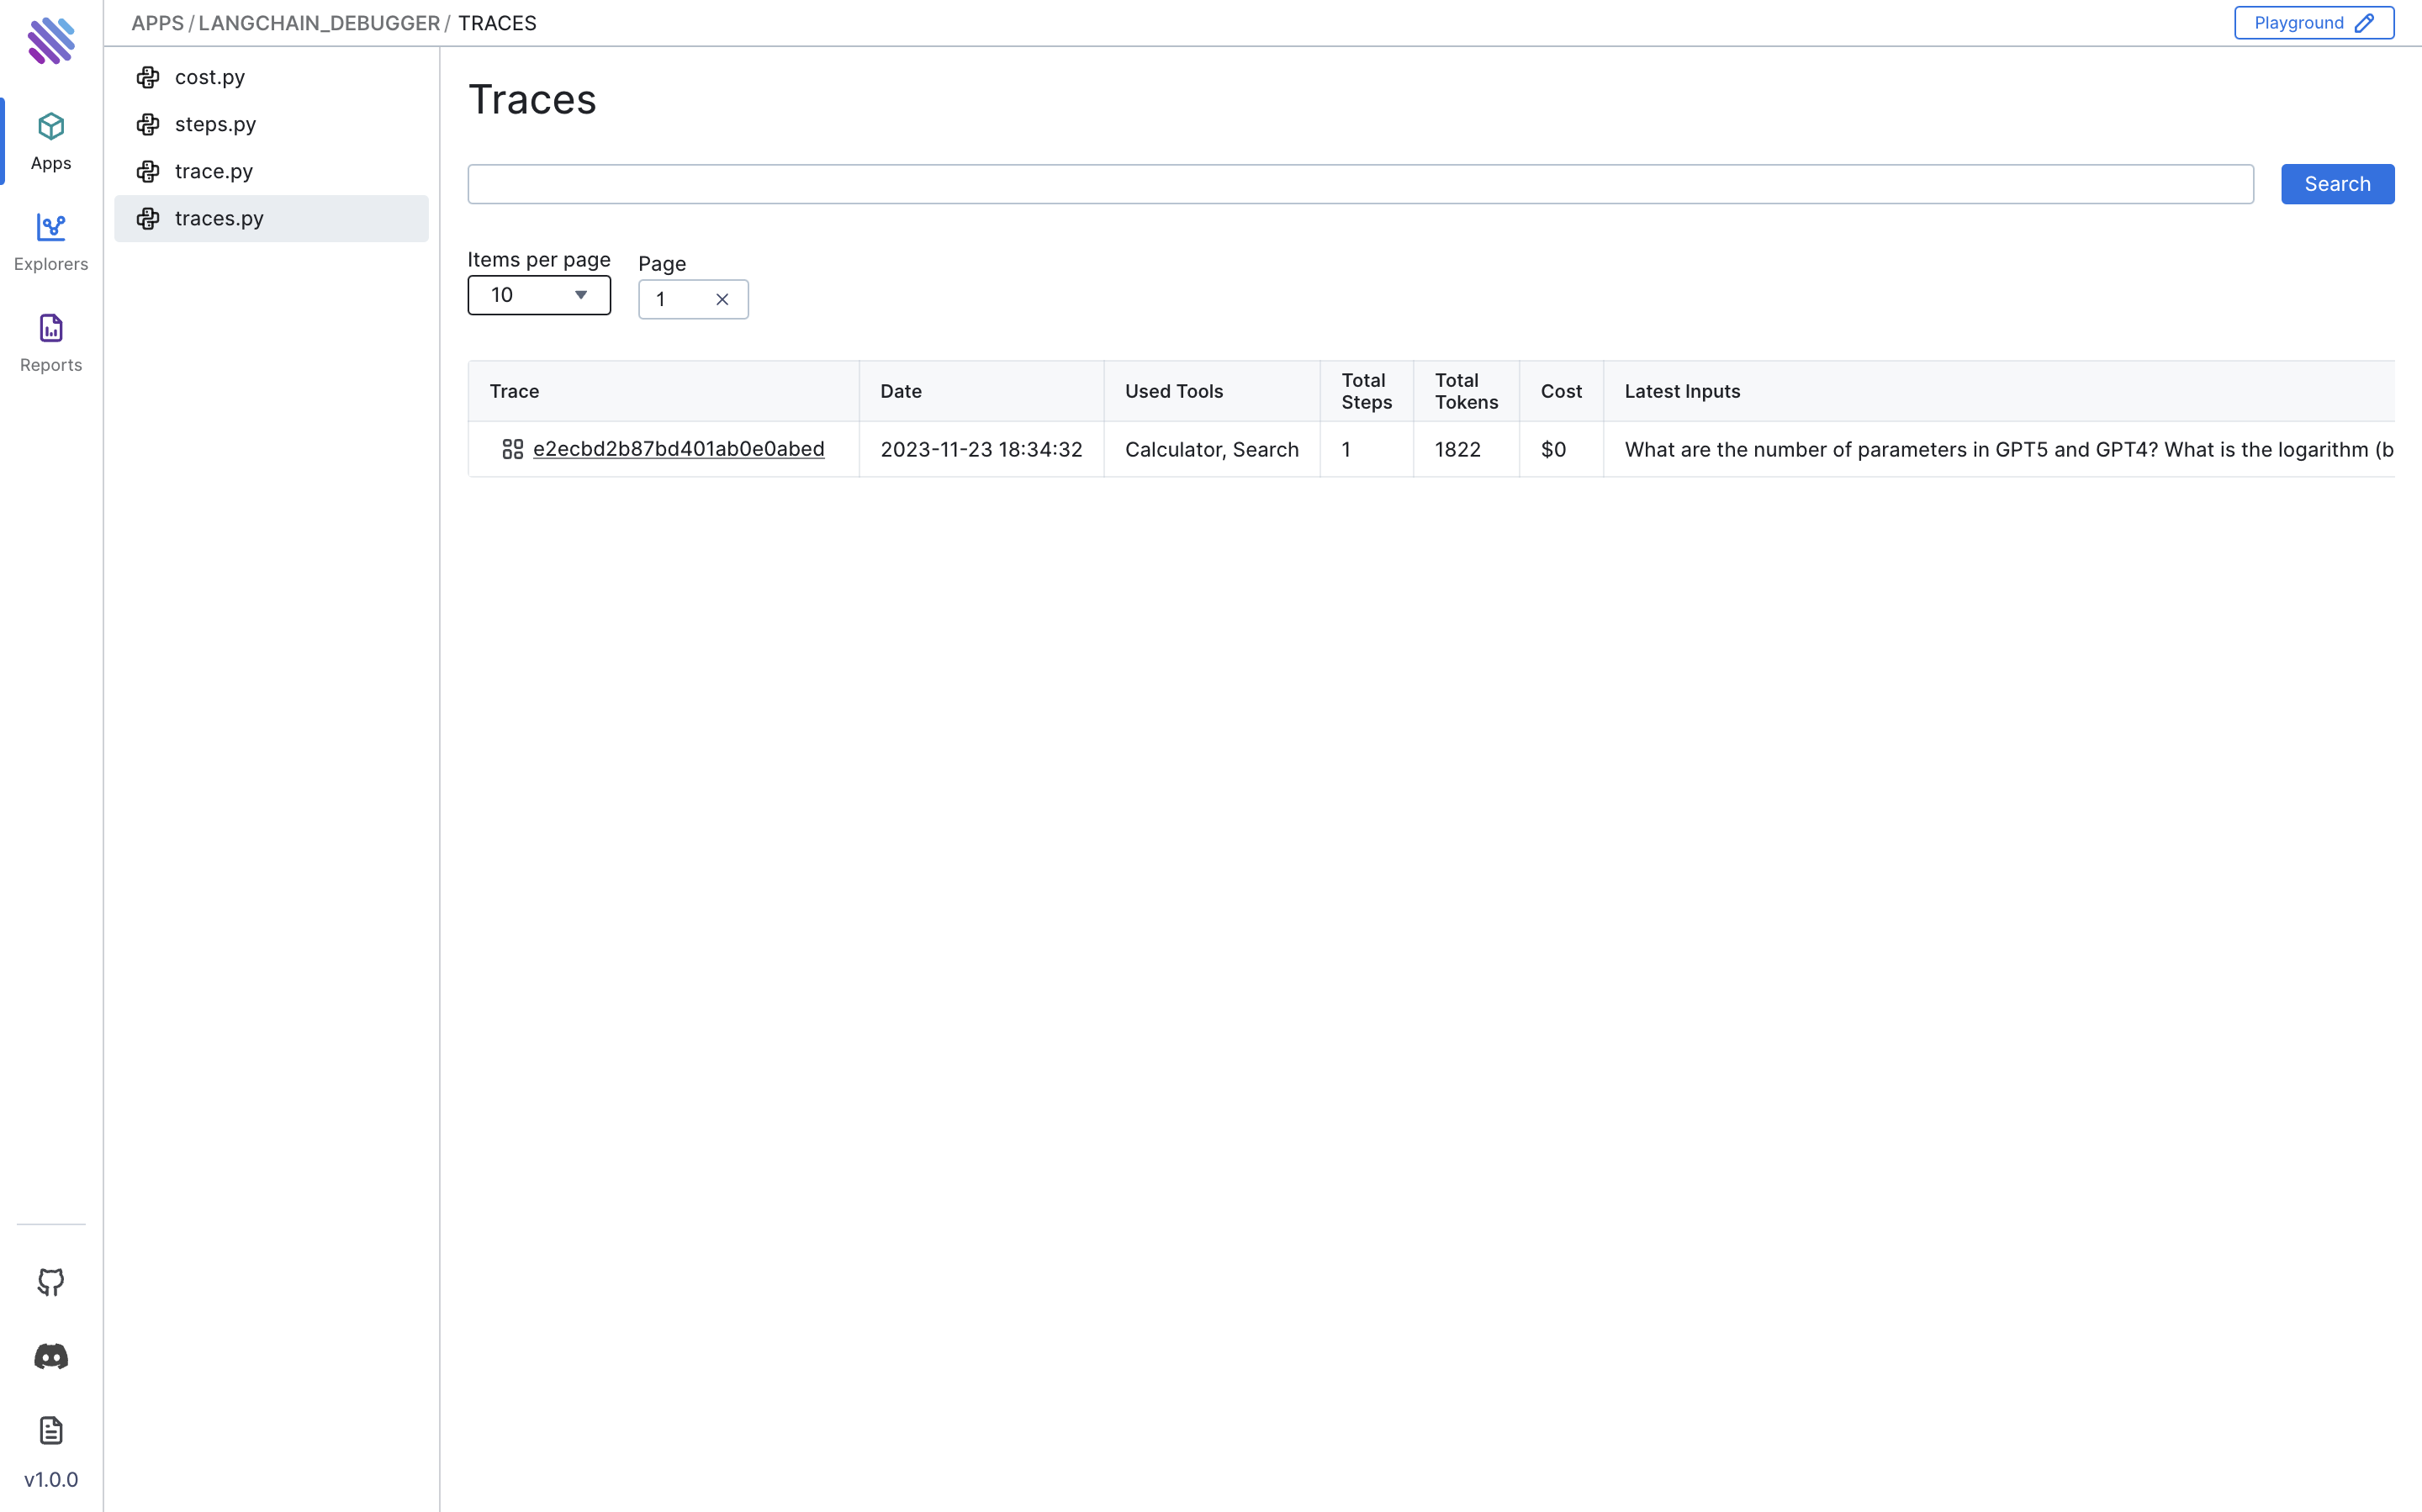 APPS / LANGCHAIN_DEBUGGER / TRACES
Playground
Apps
Explorers
Reports
v1.0.0
cost.py
steps.py
trace.py
traces.py
Traces
Search
Items per page
10
Page
1
Trace Date Used Tools Total Steps Total Tokens Cost Latest Inputs
e2ecbd2b87bd401ab0e0abed 2023-11-23 18:34:32 Calculator, Search 1 1822 $0 What are the number of parameters in GPT5 and GPT4? What is the logarithm (b